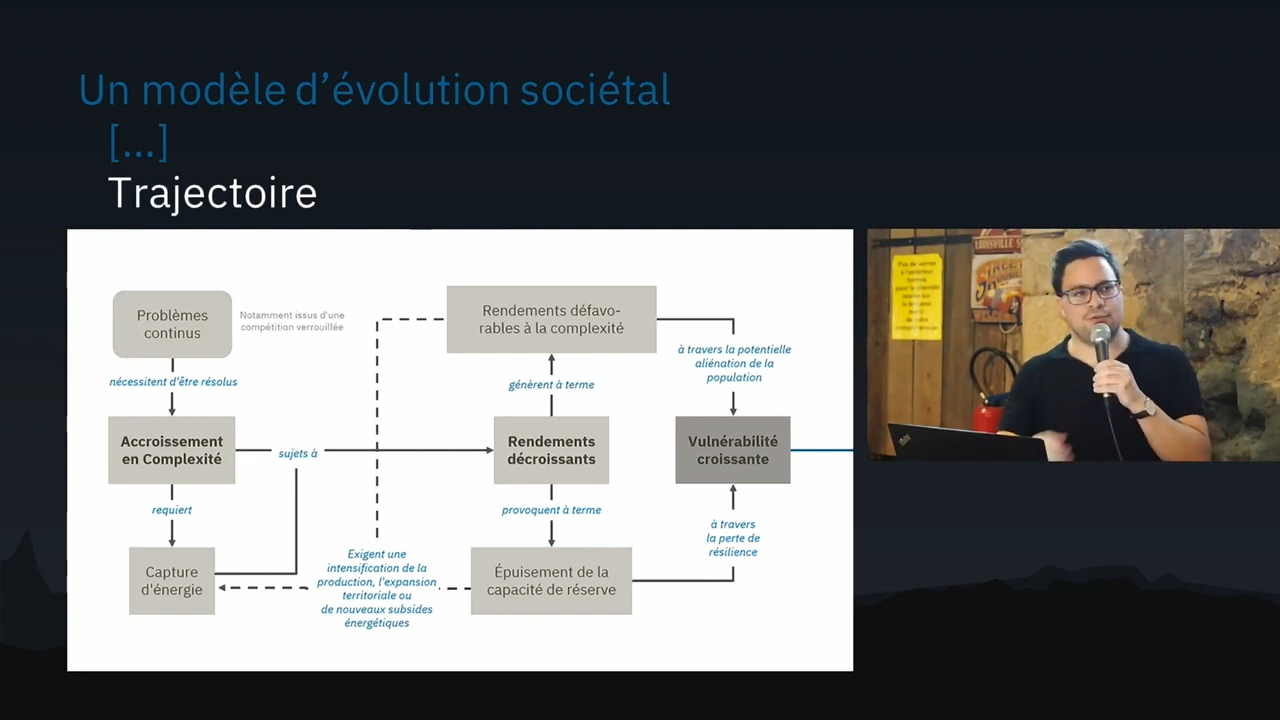 Un modèle d’évolution sociétal
[...]
Trajectoire
Problèmes
continus
Notamment issus d'une
compétition verrouillée
nécessitent d'être résolus
Accroissement
en Complexité
requiert
Capture
d'énergie
sujets à
Exigent une
intensification de la
production, l'expansion
territoriale ou
de nouveaux subsides
énergétiques
Rendements défavo-
rables à la complexité
génèrent à terme
Rendements
décroissants
provoquent à terme
Épuisement de la
capacité de réserve
à travers la potentielle
aliénation de la
population
Vulnérabilité
croissante
à travers
la perte de
résilience
LOUISVILLE S
STREET